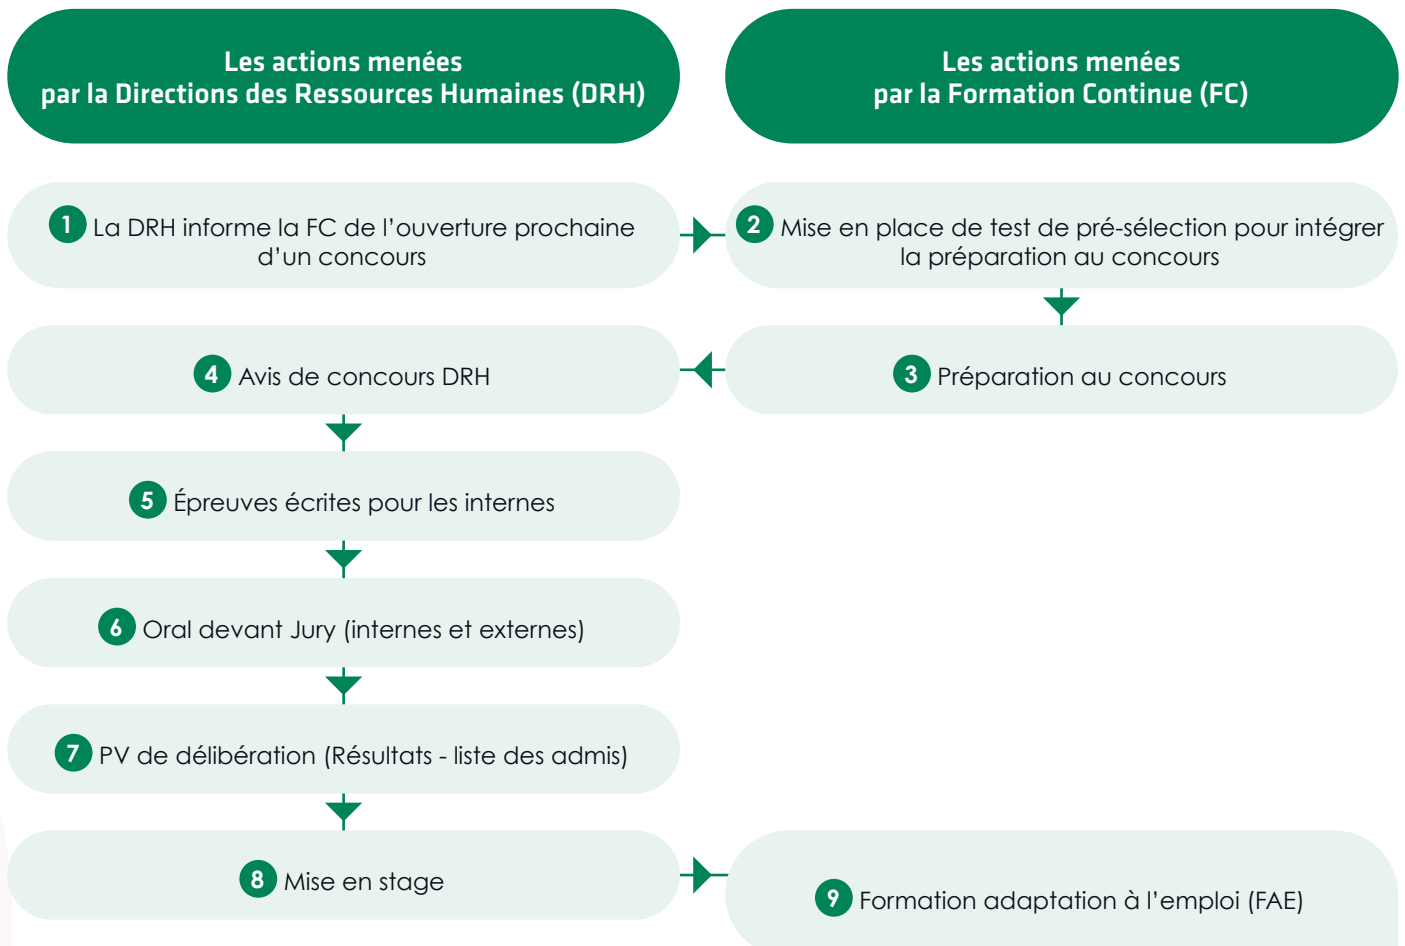 Les actions menées
par la Directions des Ressources Humaines (DRH)
Les actions menées
par la Formation Continue (FC)
1 La DRH informe la FC de l’ouverture prochaine
d’un concours
2 Mise en place de test de pré-sélection pour intégrer
la préparation au concours
3 Préparation au concours
4 Avis de concours DRH
5 Épreuves écrites pour les internes
6 Oral devant Jury (internes et externes)
7 PV de délibération (Résultats - liste des admis)
8 Mise en stage
9 Formation adaptation à l’emploi (FAE)